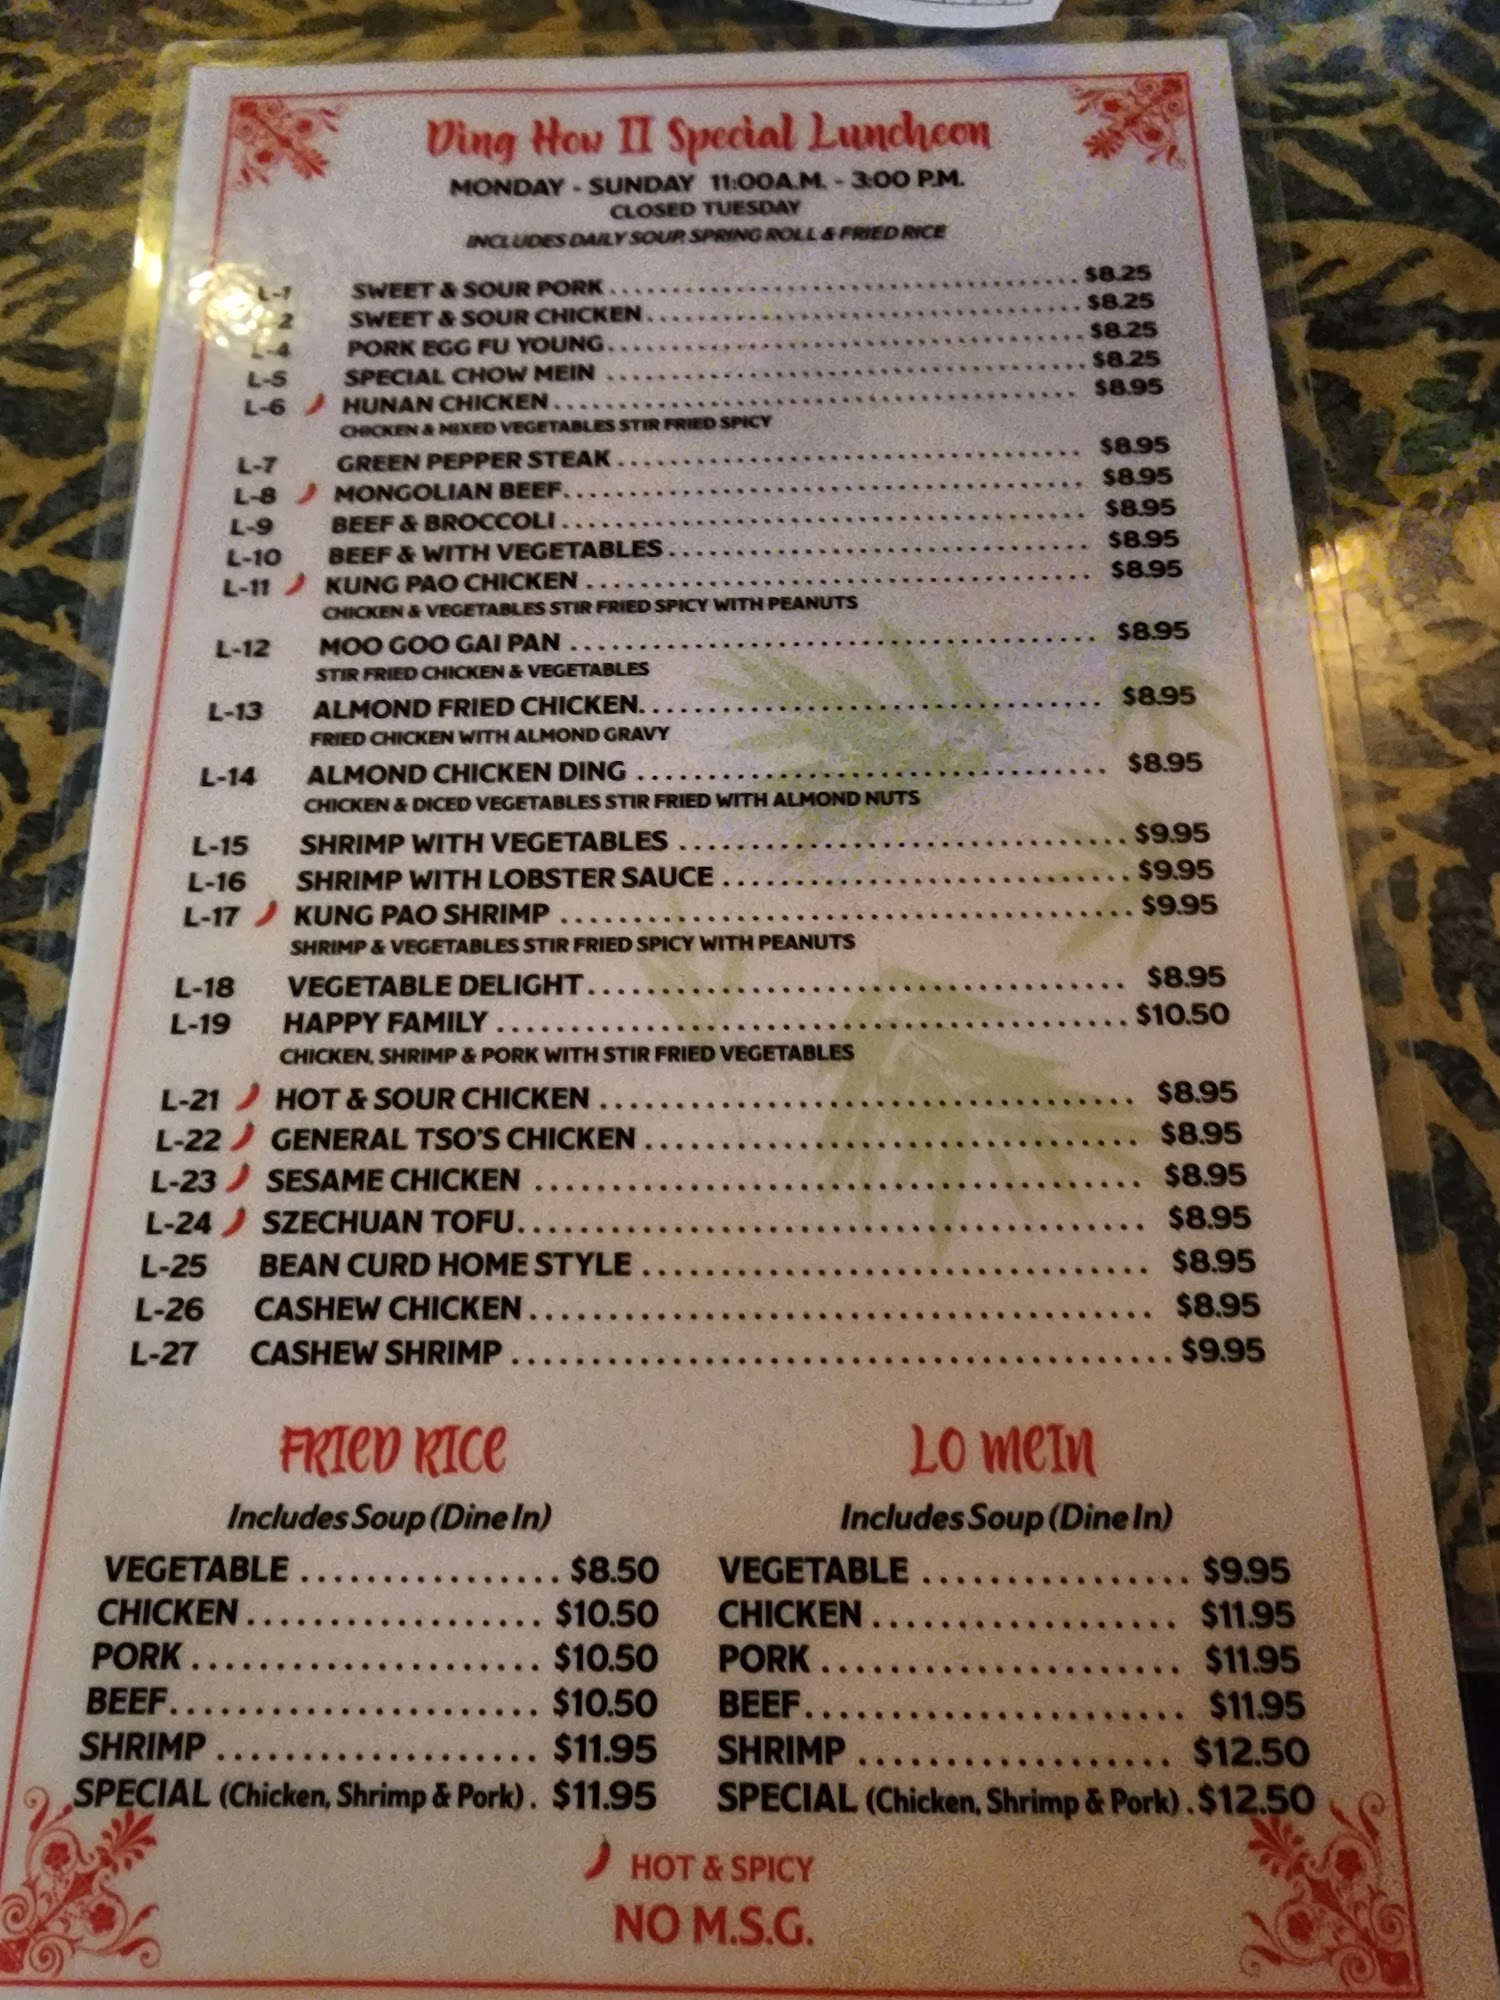 Ding How II Special Luncheon
MONDAY - SUNDAY 11:00A.M. - 3:00 P.M.
CLOSED TUESDAY
INCLUDES DAILY SOUP, SPRING ROLL & FRIED RICE
L-1 SWEET & SOUR PORK $8.25
2 SWEET & SOUR CHICKEN $8.25
L-4 PORK EGG FU YOUNG $8.25
L-5 SPECIAL CHOW MEIN $8.25
L-6 HUNAN CHICKEN $8.95
CHICKEN & MIXED VEGETABLES STIR FRIED SPICY
L-7 GREEN PEPPER STEAK $8.95
L-8 MONGOLIAN BEEF $8.95
L-9 BEEF & BROCCOLI $8.95
L-10 BEEF & WITH VEGETABLES $8.95
L-11 KUNG PAO CHICKEN $8.95
CHICKEN & VEGETABLES STIR FRIED SPICY WITH PEANUTS
L-12 MOO GOO GAI PAN $8.95
STIR FRIED CHICKEN & VEGETABLES
L-13 ALMOND FRIED CHICKEN $8.95
FRIED CHICKEN WITH ALMOND GRAVY
L-14 ALMOND CHICKEN DING $8.95
CHICKEN & DICED VEGETABLES STIR FRIED WITH ALMOND NUTS
L-15 SHRIMP WITH VEGETABLES $9.95
L-16 SHRIMP WITH LOBSTER SAUCE $9.95
L-17 KUNG PAO SHRIMP $9.95
SHRIMP & VEGETABLES STIR FRIED SPICY WITH PEANUTS
L-18 VEGETABLE DELIGHT $8.95
L-19 HAPPY FAMILY $10.50
CHICKEN, SHRIMP & PORK WITH STIR FRIED VEGETABLES
L-21 HOT & SOUR CHICKEN $8.95
L-22 GENERAL TSO'S CHICKEN $8.95
L-23 SESAME CHICKEN $8.95
L-24 SZECHUAN TOFU $8.95
L-25 BEAN CURD HOME STYLE $8.95
L-26 CASHEW CHICKEN $8.95
L-27 CASHEW SHRIMP $9.95
FRIED RICE
Includes Soup (Dine In)
VEGETABLE $8.50
CHICKEN $10.50
PORK $10.50
BEEF $10.50
SHRIMP $11.95
SPECIAL (Chicken, Shrimp & Pork) $11.95
LO MEIN
Includes Soup (Dine In)
VEGETABLE $9.95
CHICKEN $11.95
PORK $11.95
BEEF $11.95
SHRIMP $12.50
SPECIAL (Chicken, Shrimp & Pork) $12.50
HOT & SPICY
NO M.S.G.